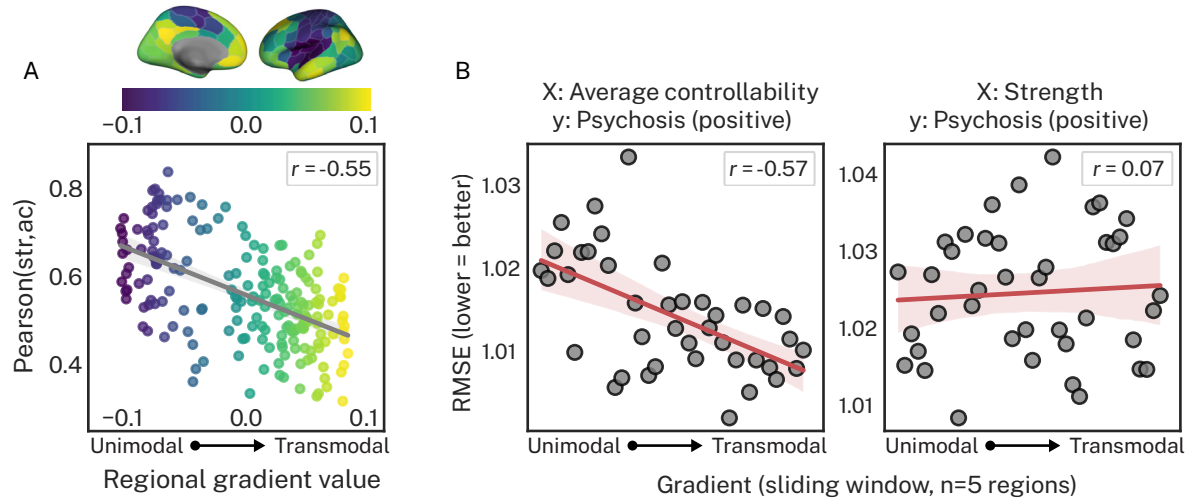 A
−0.1 0.0 0.1
r = -0.55
Pearson(str,ac)
0.8
0.6
0.4
−0.1 0.0 0.1
Unimodal Transmodal
Regional gradient value
B
X: Average controllability
y: Psychosis (positive)
r = -0.57
RMSE (lower = better)
1.03
1.02
1.01
Unimodal Transmodal
X: Strength
y: Psychosis (positive)
r = 0.07
1.04
1.03
1.02
1.01
Unimodal Transmodal
Gradient (sliding window, n=5 regions)